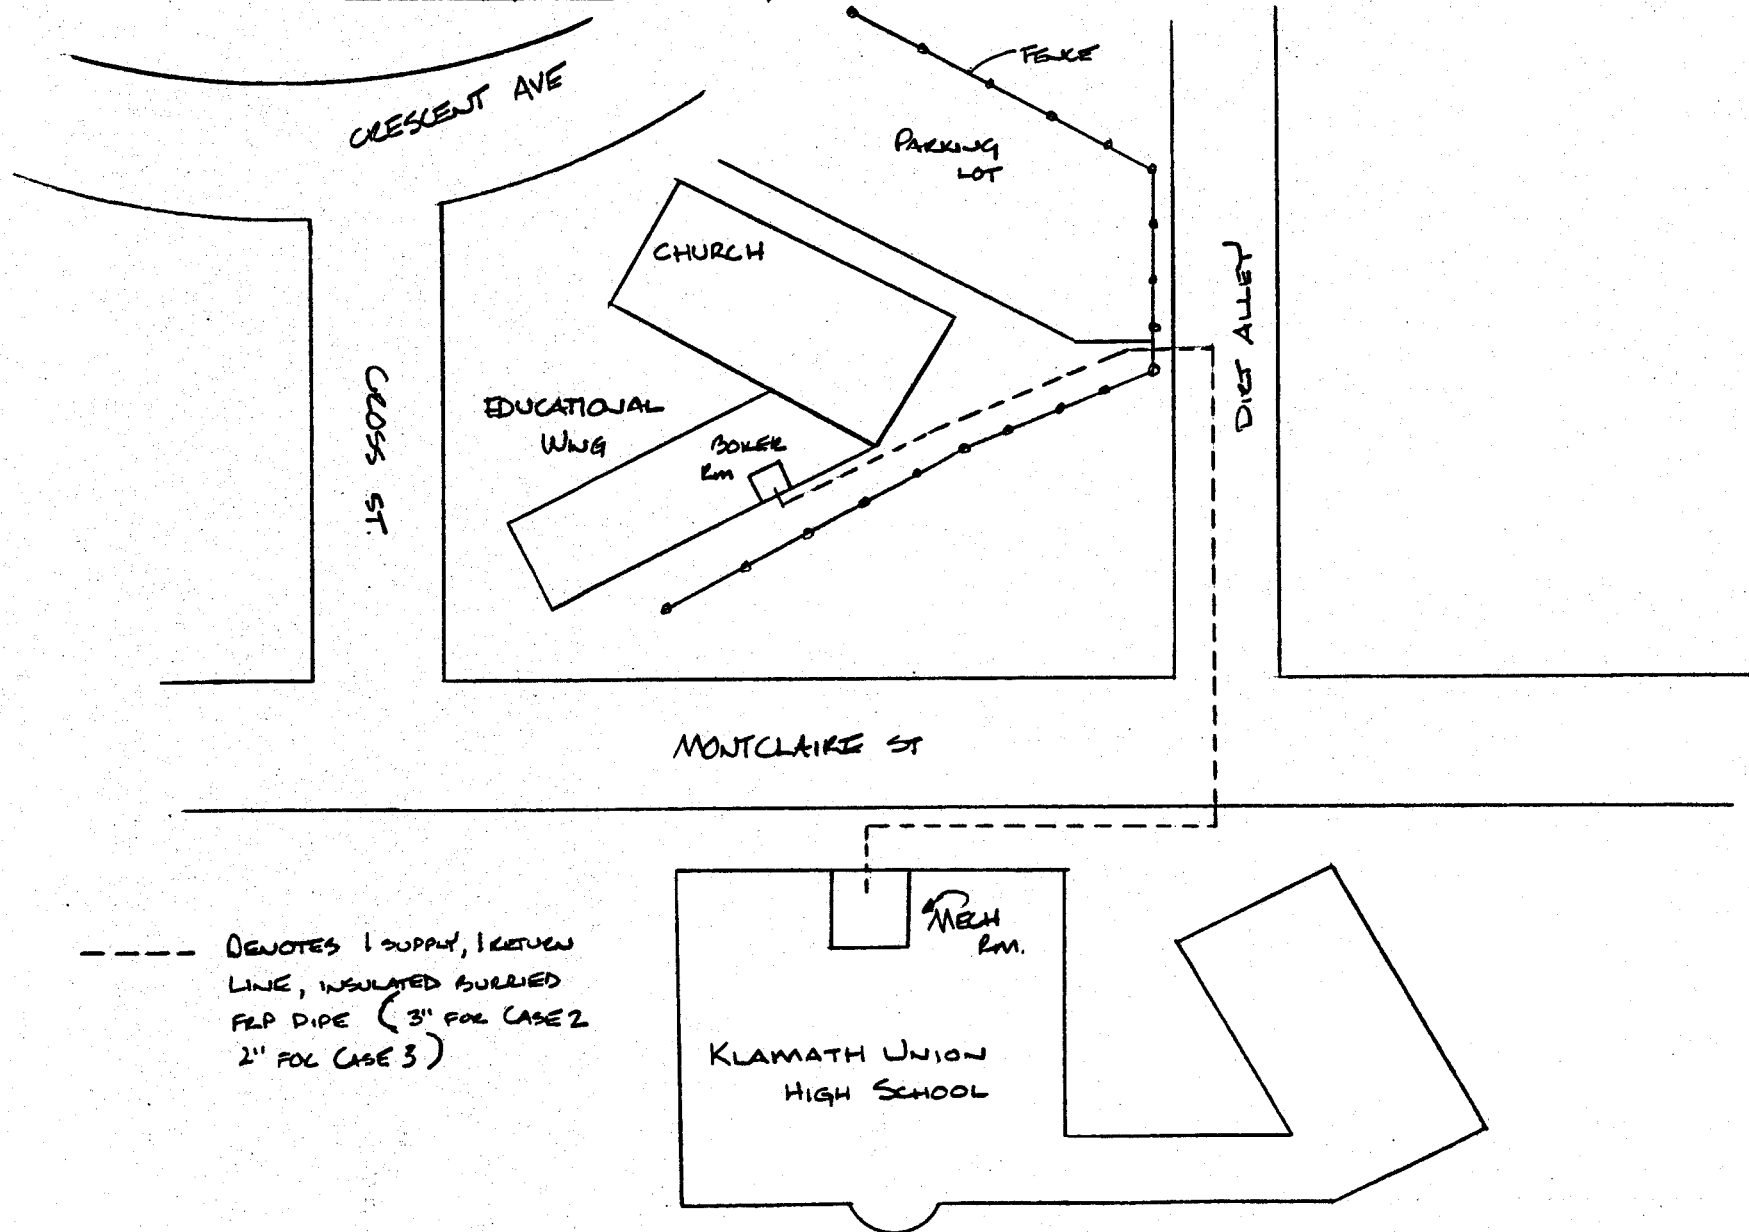 CRESCENT AVE
FENCE
PARKING
LOT
CHURCH
DIRT ALLEY
CROSS ST.
EDUCATIONAL
WING
BOILER
RM
MONTCLAIRE ST
MECH
RM.
DENOTES 1 SUPPLY, 1 RETURN
LINE, INSULATED BURRIED
FRP PIPE (3" FOR CASE 2
2" FOR CASE 3)
KLAMATH UNION
HIGH SCHOOL